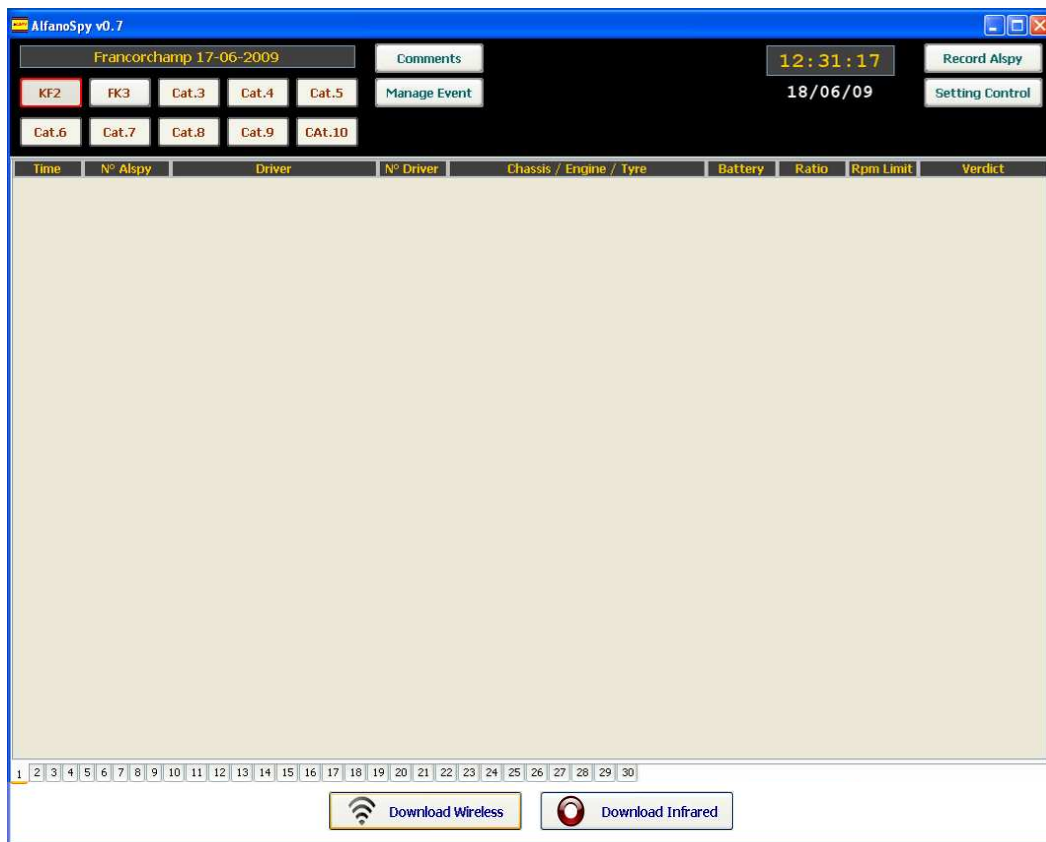 AlfanoSpy v0.7
Francorchamp 17-06-2009
Comments
12:31:17
Record Alspy
KF2 FK3 Cat.3 Cat.4 Cat.5
Manage Event
18/06/09
Setting Control
Cat.6 Cat.7 Cat.8 Cat.9 CAt.10
Time N° Alspy Driver N° Driver Chassis / Engine / Tyre Battery Ratio Rpm Limit Verdict
1 2 3 4 5 6 7 8 9 10 11 12 13 14 15 16 17 18 19 20 21 22 23 24 25 26 27 28 29 30
Download Wireless Download Infrared